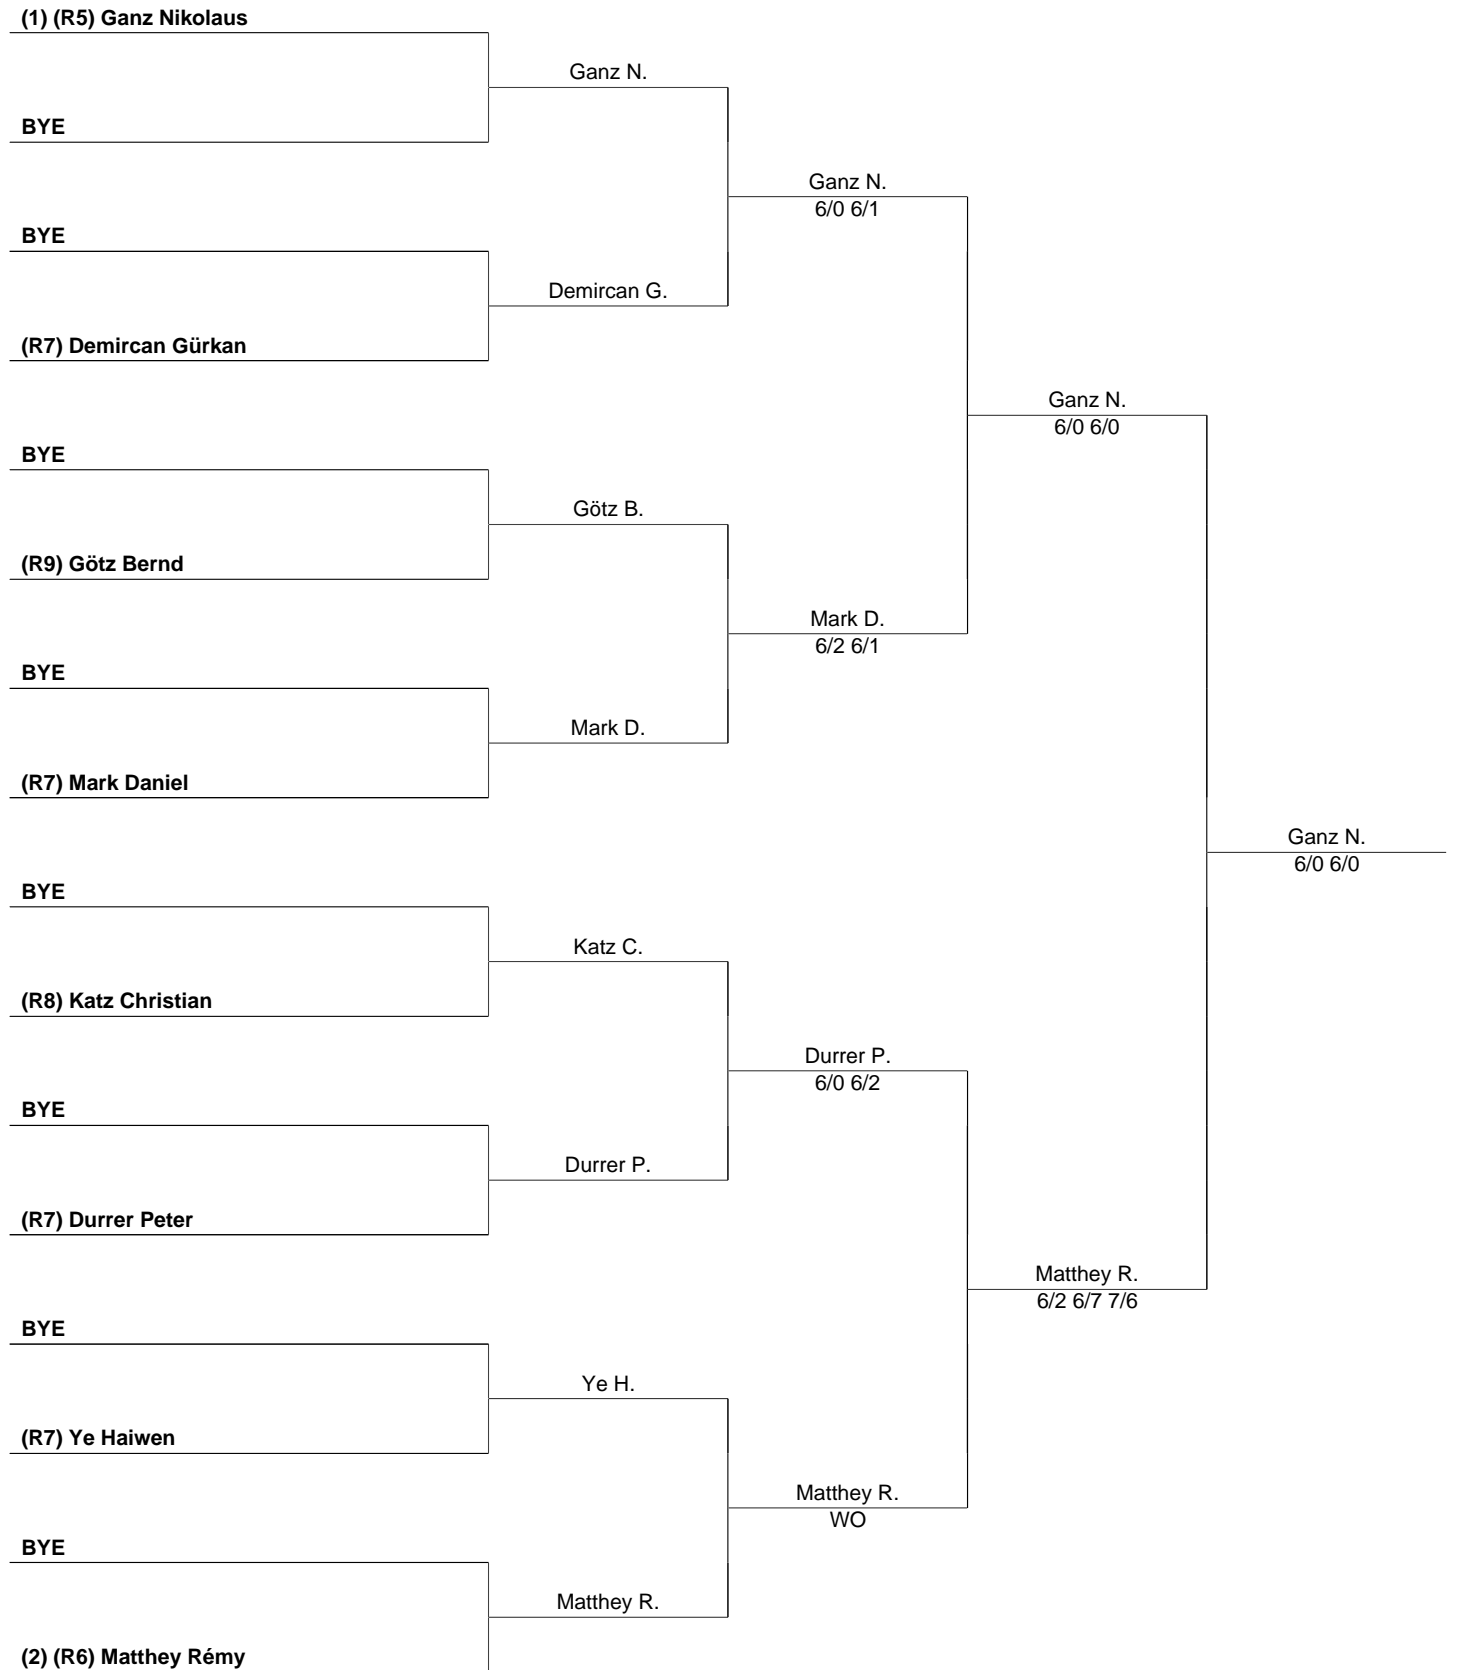 (1) (R5) Ganz Nikolaus
Ganz N.
BYE
Ganz N.
6/0 6/1
BYE
Demircan G.
(R7) Demircan Gürkan
Ganz N.
6/0 6/0
BYE
Götz B.
(R9) Götz Bernd
Mark D.
6/2 6/1
BYE
Mark D.
(R7) Mark Daniel
Ganz N.
6/0 6/0
BYE
Katz C.
(R8) Katz Christian
Durrer P.
6/0 6/2
BYE
Durrer P.
(R7) Durrer Peter
Matthey R.
6/2 6/7 7/6
BYE
Ye H.
(R7) Ye Haiwen
Matthey R.
WO
BYE
Matthey R.
(2) (R6) Matthey Rémy